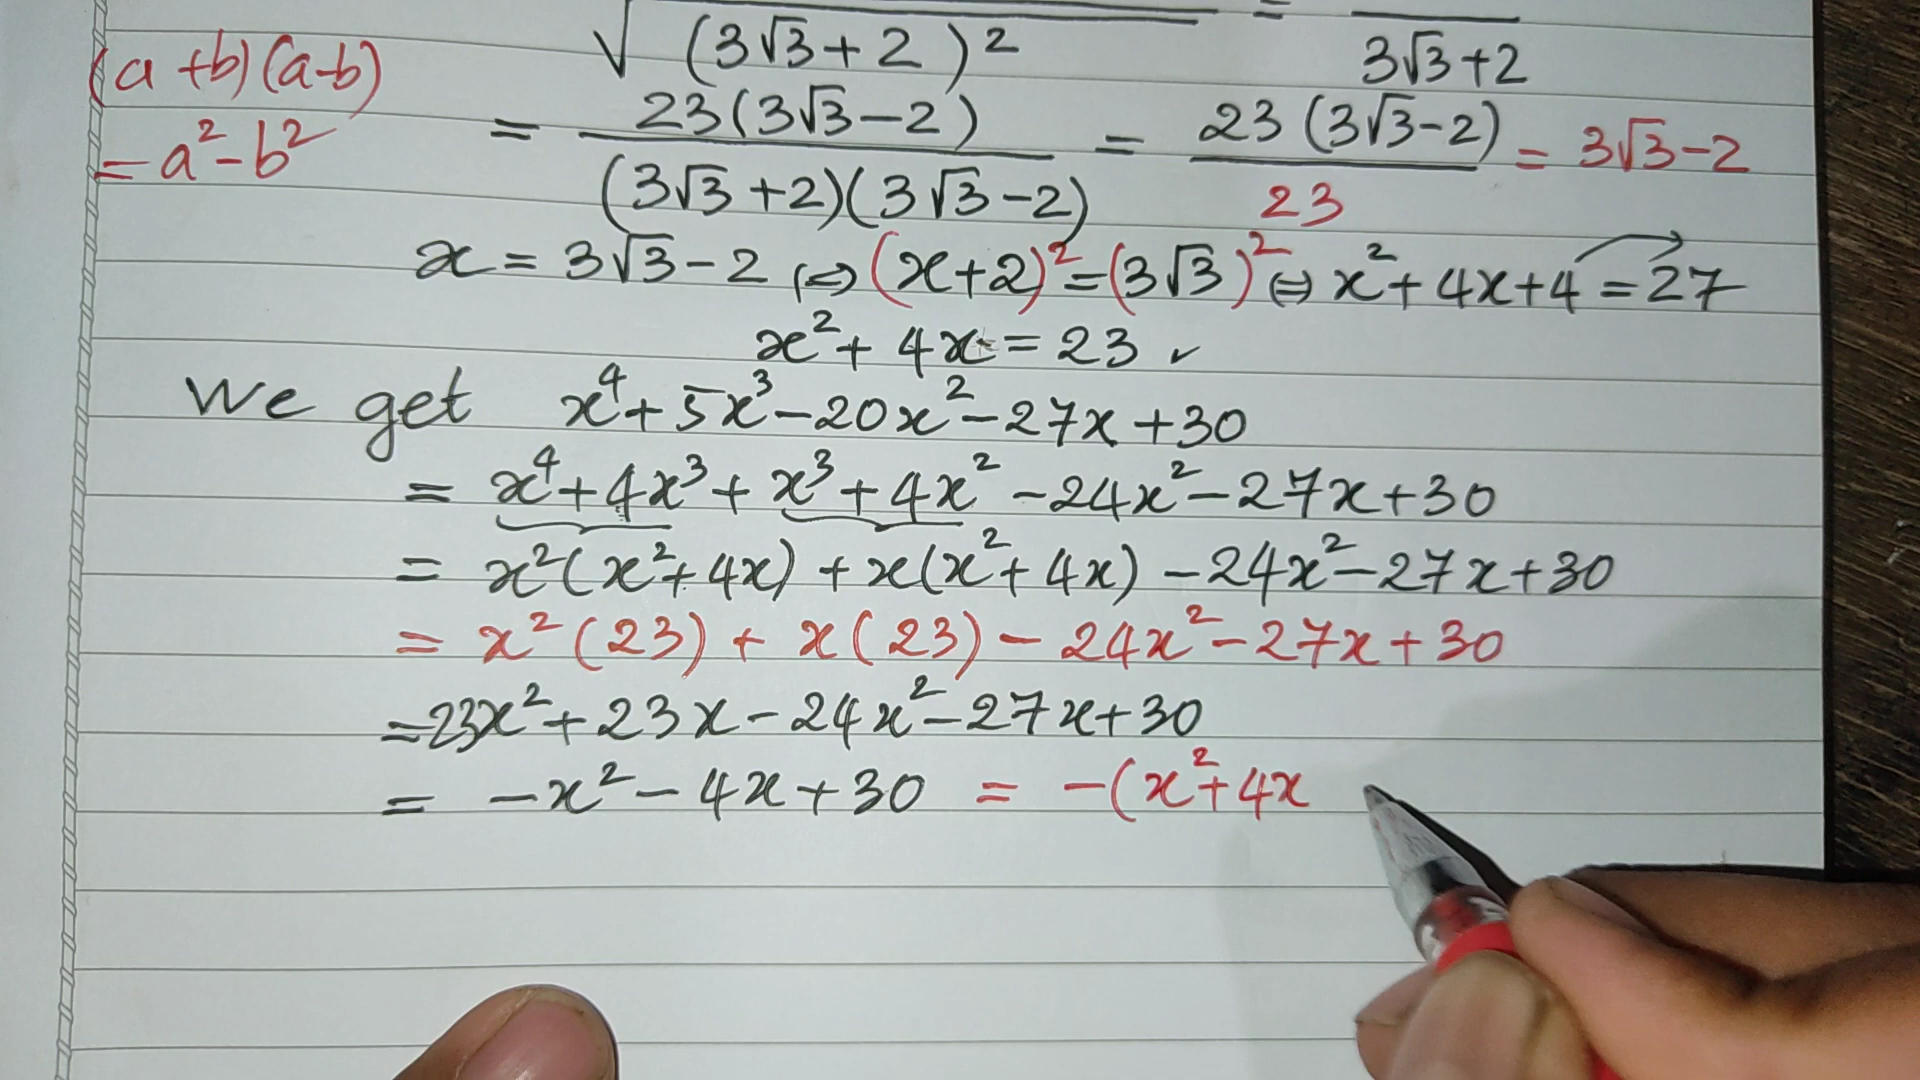 √(3√3+2)² = 3√3+2
(a+b)(a-b)
= a²-b²
= 23(3√3-2) / (3√3+2)(3√3-2) = 23(3√3-2) / 23 = 3√3-2
x = 3√3-2 ⇔ (x+2)² = (3√3)² ⇔ x²+4x+4 = 27
x²+4x = 23 ✓
We get x⁴+5x³-20x²-27x+30
= x⁴+4x³+x³+4x²-24x²-27x+30
= x²(x²+4x)+x(x²+4x)-24x²-27x+30
= x²(23)+x(23)-24x²-27x+30
=23x²+23x-24x²-27x+30
= -x²-4x+30 = -(x²+4x